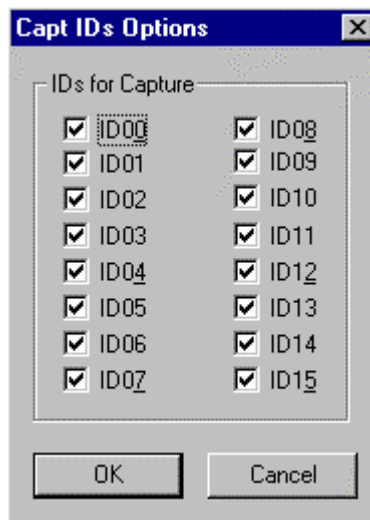 Capt IDs Options
IDs for Capture
ID00
ID01
ID02
ID03
ID04
ID05
ID06
ID07
ID08
ID09
ID10
ID11
ID12
ID13
ID14
ID15
OK
Cancel